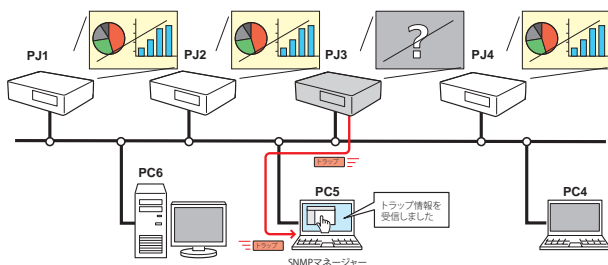 PJ1
PJ2
PJ3
PJ4
?
トラップ
PC6
PC5
PC4
トラップ情報を
受信しました
トラップ
SNMPマネージャー